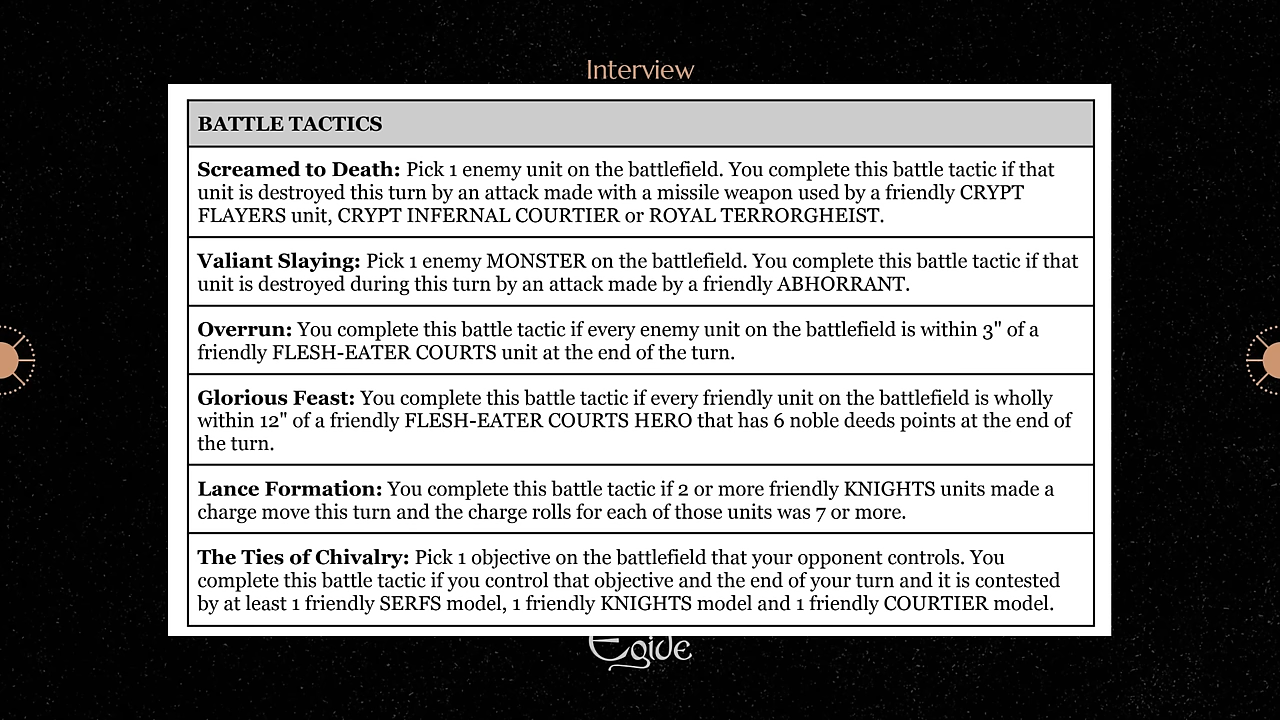 Interview
BATTLE TACTICS
Screamed to Death: Pick 1 enemy unit on the battlefield. You complete this battle tactic if that
unit is destroyed this turn by an attack made with a missile weapon used by a friendly CRYPT
FLAYERS unit, CRYPT INFERNAL COURTIER or ROYAL TERRORGHEIST.
Valiant Slaying: Pick 1 enemy MONSTER on the battlefield. You complete this battle tactic if that
unit is destroyed during this turn by an attack made by a friendly ABHORRANT.
Overrun: You complete this battle tactic if every enemy unit on the battlefield is within 3" of a
friendly FLESH-EATER COURTS unit at the end of the turn.
Glorious Feast: You complete this battle tactic if every friendly unit on the battlefield is wholly
within 12" of a friendly FLESH-EATER COURTS HERO that has 6 noble deeds points at the end of
the turn.
Lance Formation: You complete this battle tactic if 2 or more friendly KNIGHTS units made a
charge move this turn and the charge rolls for each of those units was 7 or more.
The Ties of Chivalry: Pick 1 objective on the battlefield that your opponent controls. You
complete this battle tactic if you control that objective and the end of your turn and it is contested
by at least 1 friendly SERFS model, 1 friendly KNIGHTS model and 1 friendly COURTIER model.
Egide